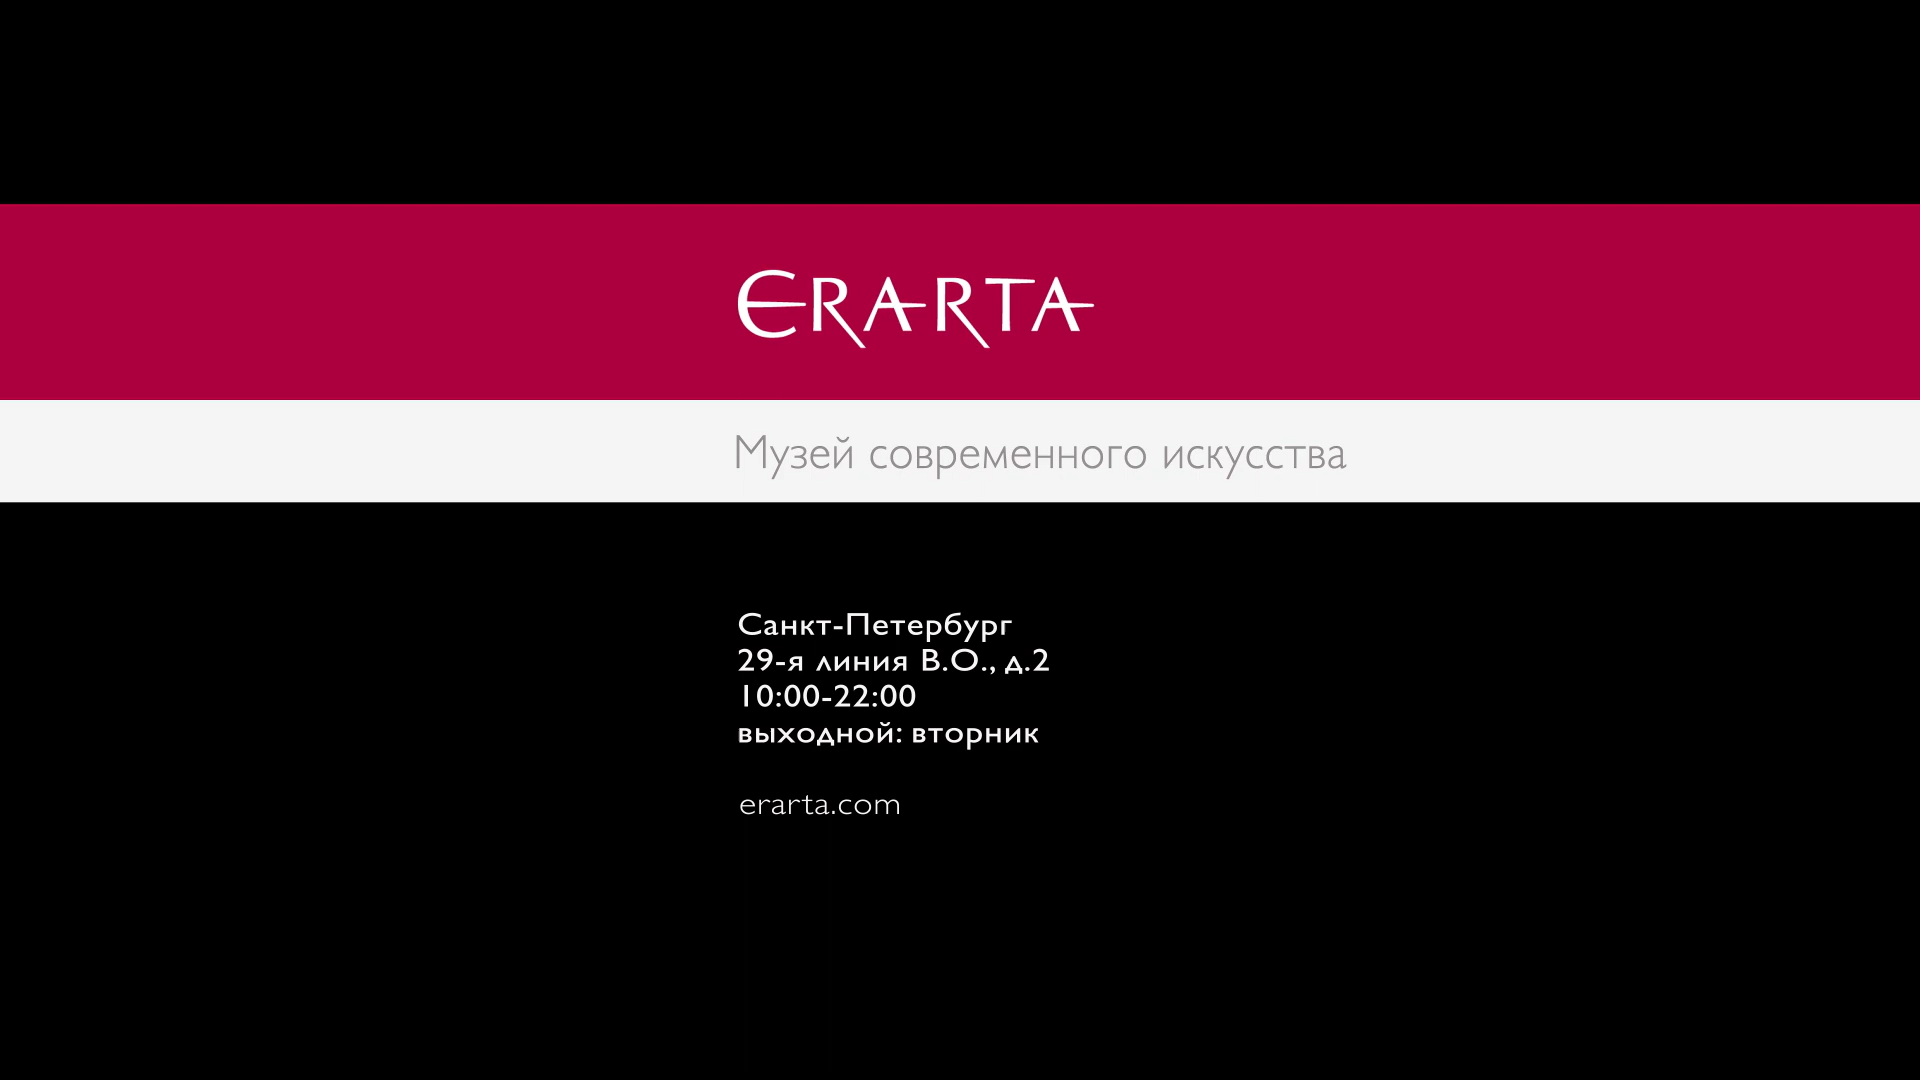 ERARTA
Музей современного искусства
Санкт-Петербург
29-я линия В.О., д.2
10:00-22:00
выходной: вторник
erarta.com